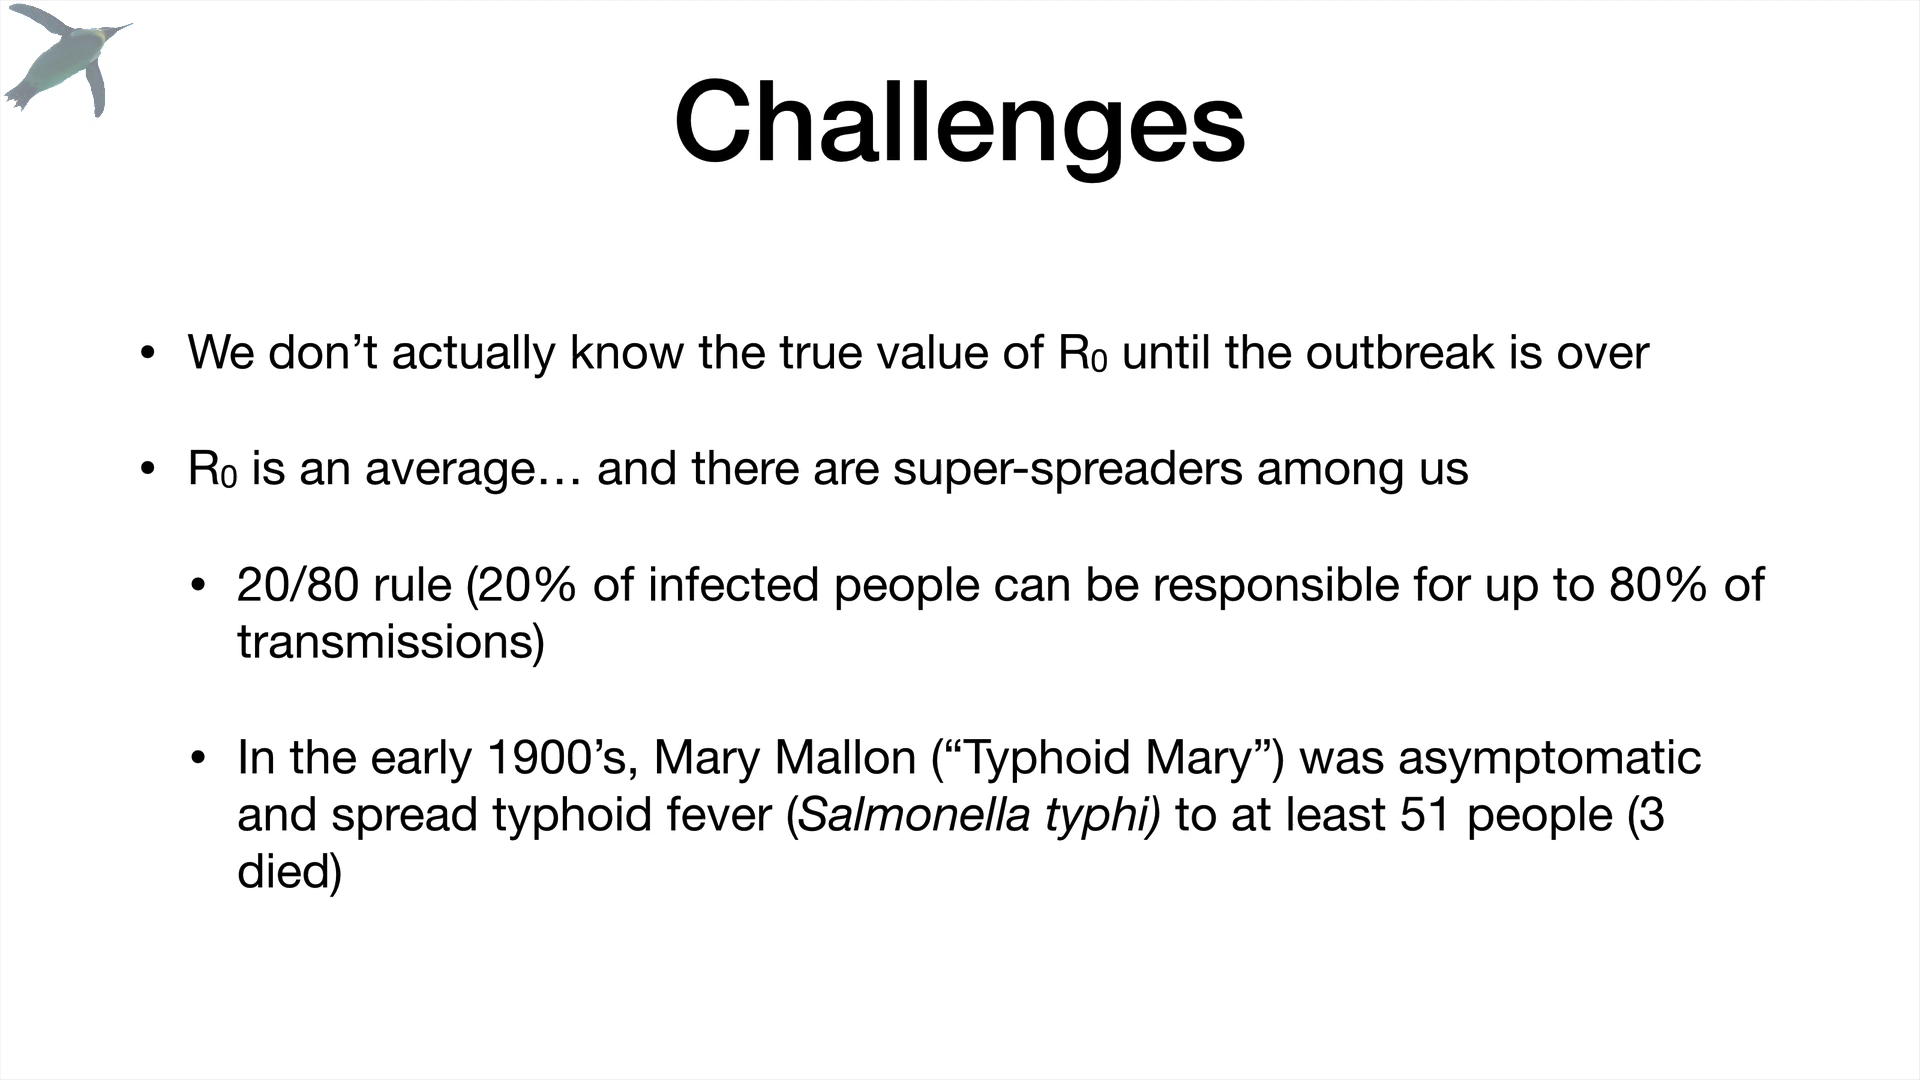 Challenges
• We don’t actually know the true value of R₀ until the outbreak is over
• R₀ is an average… and there are super-spreaders among us
• 20/80 rule (20% of infected people can be responsible for up to 80% of
transmissions)
• In the early 1900’s, Mary Mallon (“Typhoid Mary”) was asymptomatic
and spread typhoid fever (Salmonella typhi) to at least 51 people (3
died)